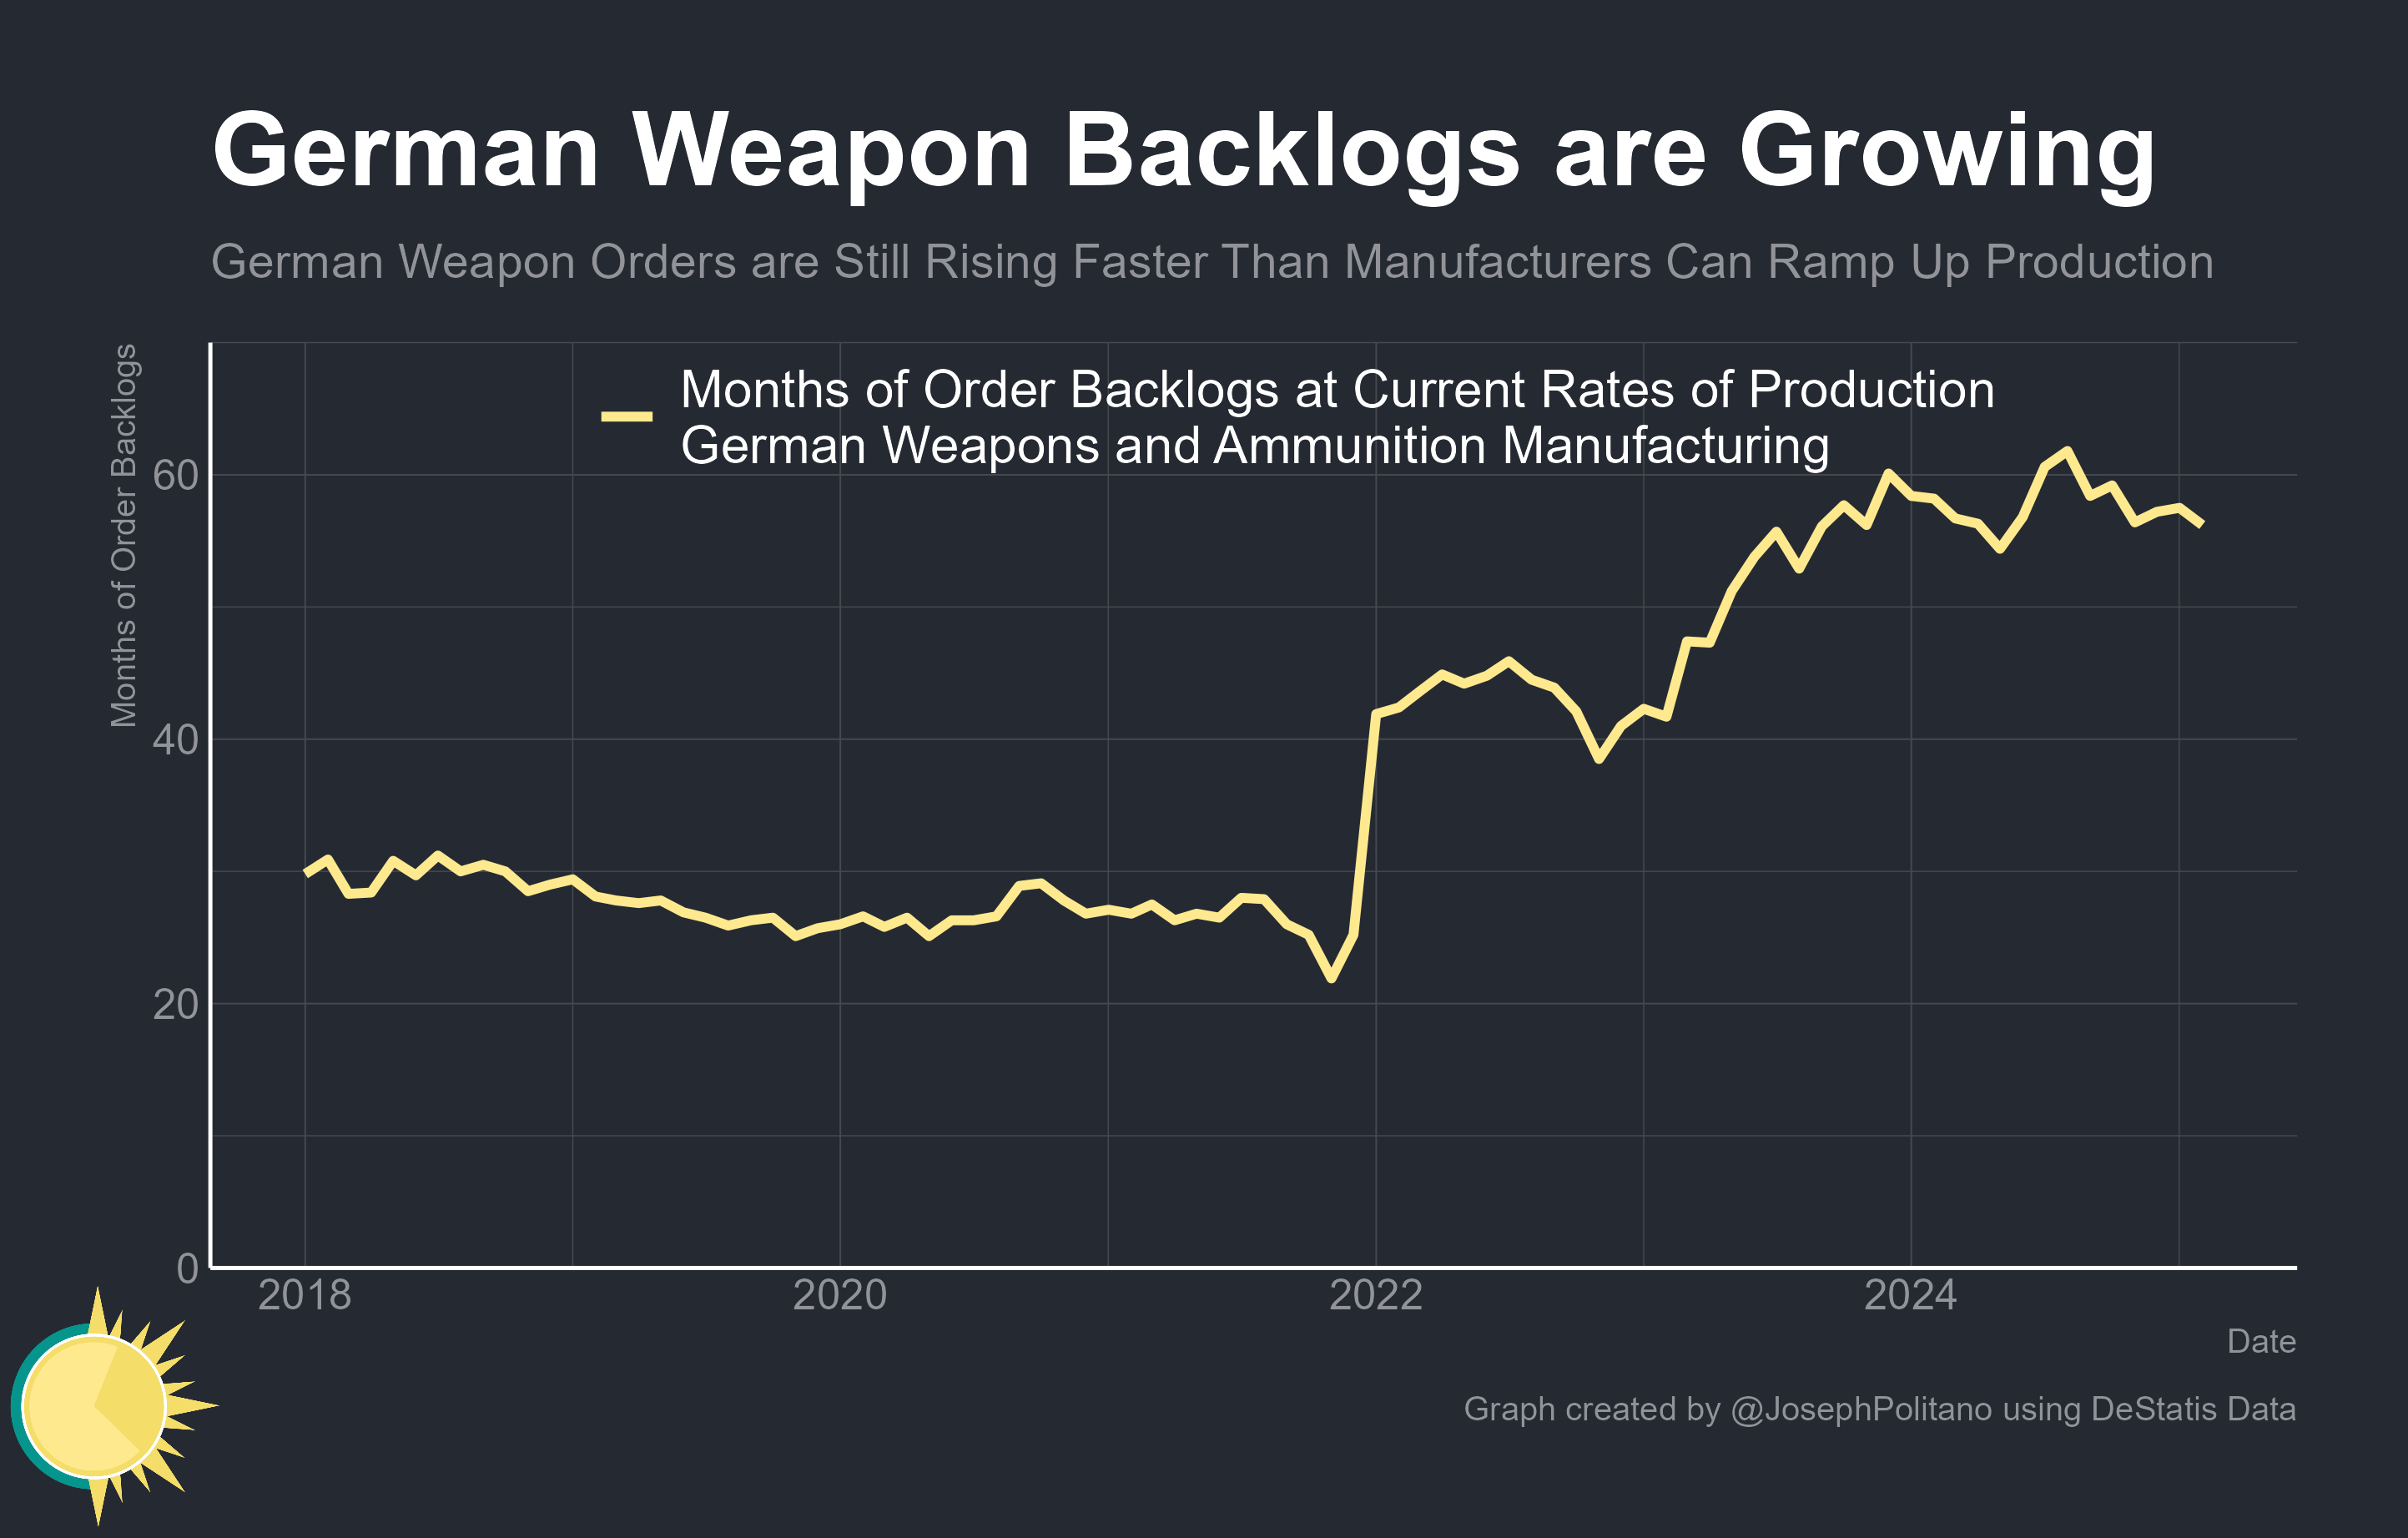 German Weapon Backlogs are Growing
German Weapon Orders are Still Rising Faster Than Manufacturers Can Ramp Up Production
Months of Order Backlogs
Months of Order Backlogs at Current Rates of Production
German Weapons and Ammunition Manufacturing
60
40
20
0
2018 2020 2022 2024
Date
Graph created by @JosephPolitano using DeStatis Data